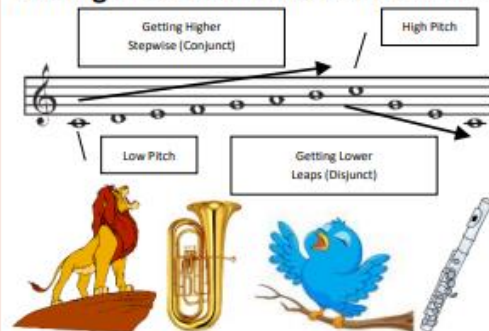 Getting Higher
Stepwise (Conjunct)
High Pitch
Low Pitch
Getting Lower
Leaps (Disjunct)